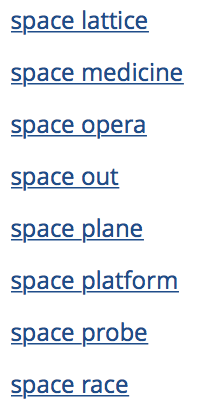 space lattice
space medicine
space opera
space out
space plane
space platform
space probe
space race